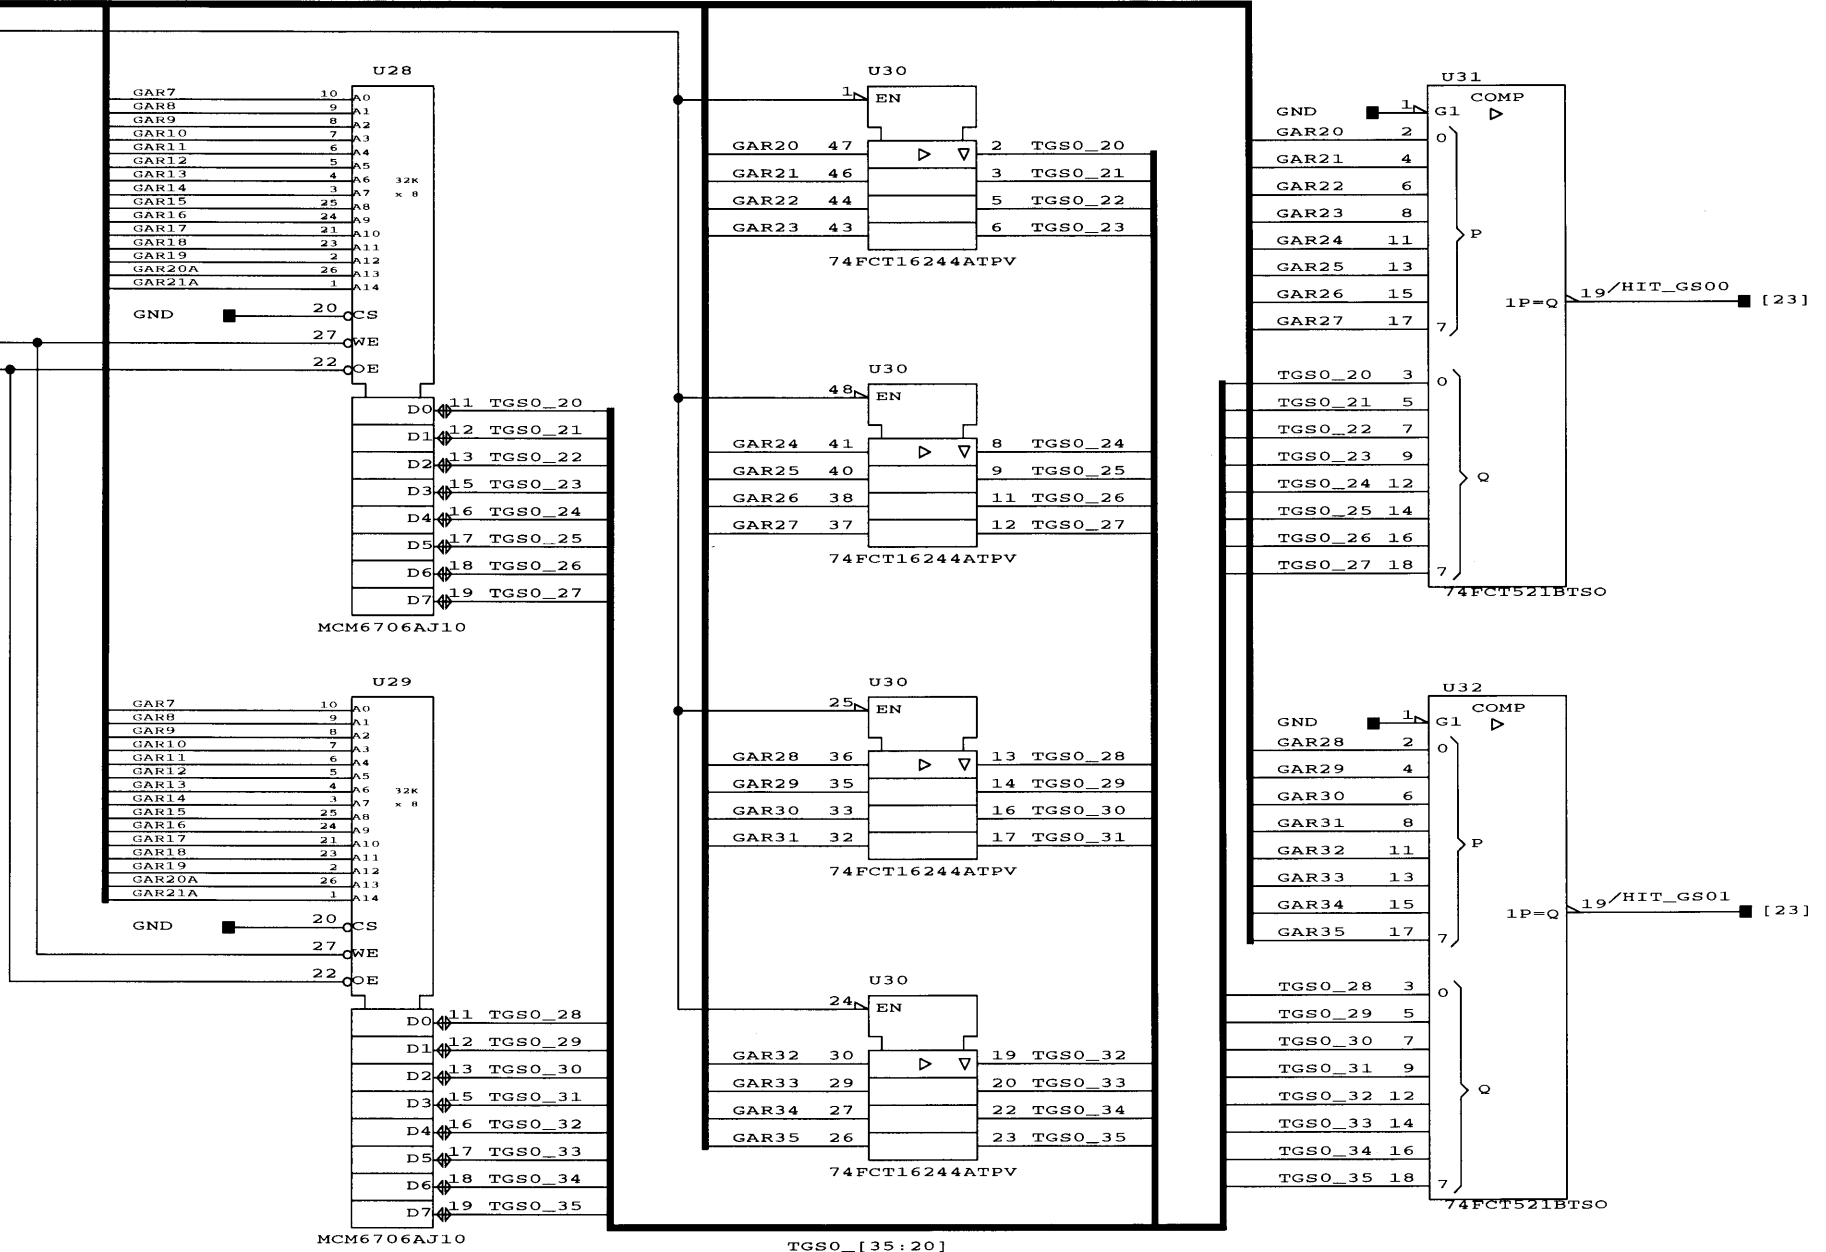 U28
GAR7 10 A0
GAR8 9 A1
GAR9 8 A2
GAR10 7 A3
GAR11 6 A4
GAR12 5 A5
GAR13 4 A6
GAR14 3 A7
GAR15 25 A8
GAR16 24 A9
GAR17 21 A10
GAR18 23 A11
GAR19 2 A12
GAR20A 26 A13
GAR21A 1 A14
32K
x 8
GND 20 CS
27 WE
22 OE
D0 11 TGS0_20
D1 12 TGS0_21
D2 13 TGS0_22
D3 15 TGS0_23
D4 16 TGS0_24
D5 17 TGS0_25
D6 18 TGS0_26
D7 19 TGS0_27
MCM6706AJ10
U29
GAR7 10 A0
GAR8 9 A1
GAR9 8 A2
GAR10 7 A3
GAR11 6 A4
GAR12 5 A5
GAR13 4 A6
GAR14 3 A7
GAR15 25 A8
GAR16 24 A9
GAR17 21 A10
GAR18 23 A11
GAR19 2 A12
GAR20A 26 A13
GAR21A 1 A14
32K
x 8
GND 20 CS
27 WE
22 OE
D0 11 TGS0_28
D1 12 TGS0_29
D2 13 TGS0_30
D3 15 TGS0_31
D4 16 TGS0_32
D5 17 TGS0_33
D6 18 TGS0_34
D7 19 TGS0_35
MCM6706AJ10
U30
1 EN
GAR20 47 2 TGS0_20
GAR21 46 3 TGS0_21
GAR22 44 5 TGS0_22
GAR23 43 6 TGS0_23
74FCT16244ATPV
U30
48 EN
GAR24 41 8 TGS0_24
GAR25 40 9 TGS0_25
GAR26 38 11 TGS0_26
GAR27 37 12 TGS0_27
74FCT16244ATPV
U30
25 EN
GAR28 36 13 TGS0_28
GAR29 35 14 TGS0_29
GAR30 33 16 TGS0_30
GAR31 32 17 TGS0_31
74FCT16244ATPV
U30
24 EN
GAR32 30 19 TGS0_32
GAR33 29 20 TGS0_33
GAR34 27 22 TGS0_34
GAR35 26 23 TGS0_35
74FCT16244ATPV
TGS0_[35:20]
U31
COMP
GND 1 G1
GAR20 2 0
GAR21 4
GAR22 6
GAR23 8
P
GAR24 11
GAR25 13
GAR26 15
GAR27 17 7
1P=Q 19 /HIT_GS00 [23]
TGS0_20 3 0
TGS0_21 5
TGS0_22 7
TGS0_23 9
Q
TGS0_24 12
TGS0_25 14
TGS0_26 16
TGS0_27 18 7
74FCT521BTSO
U32
COMP
GND 1 G1
GAR28 2 0
GAR29 4
GAR30 6
GAR31 8
P
GAR32 11
GAR33 13
GAR34 15
GAR35 17 7
1P=Q 19 /HIT_GS01 [23]
TGS0_28 3 0
TGS0_29 5
TGS0_30 7
TGS0_31 9
Q
TGS0_32 12
TGS0_33 14
TGS0_34 16
TGS0_35 18 7
74FCT521BTSO